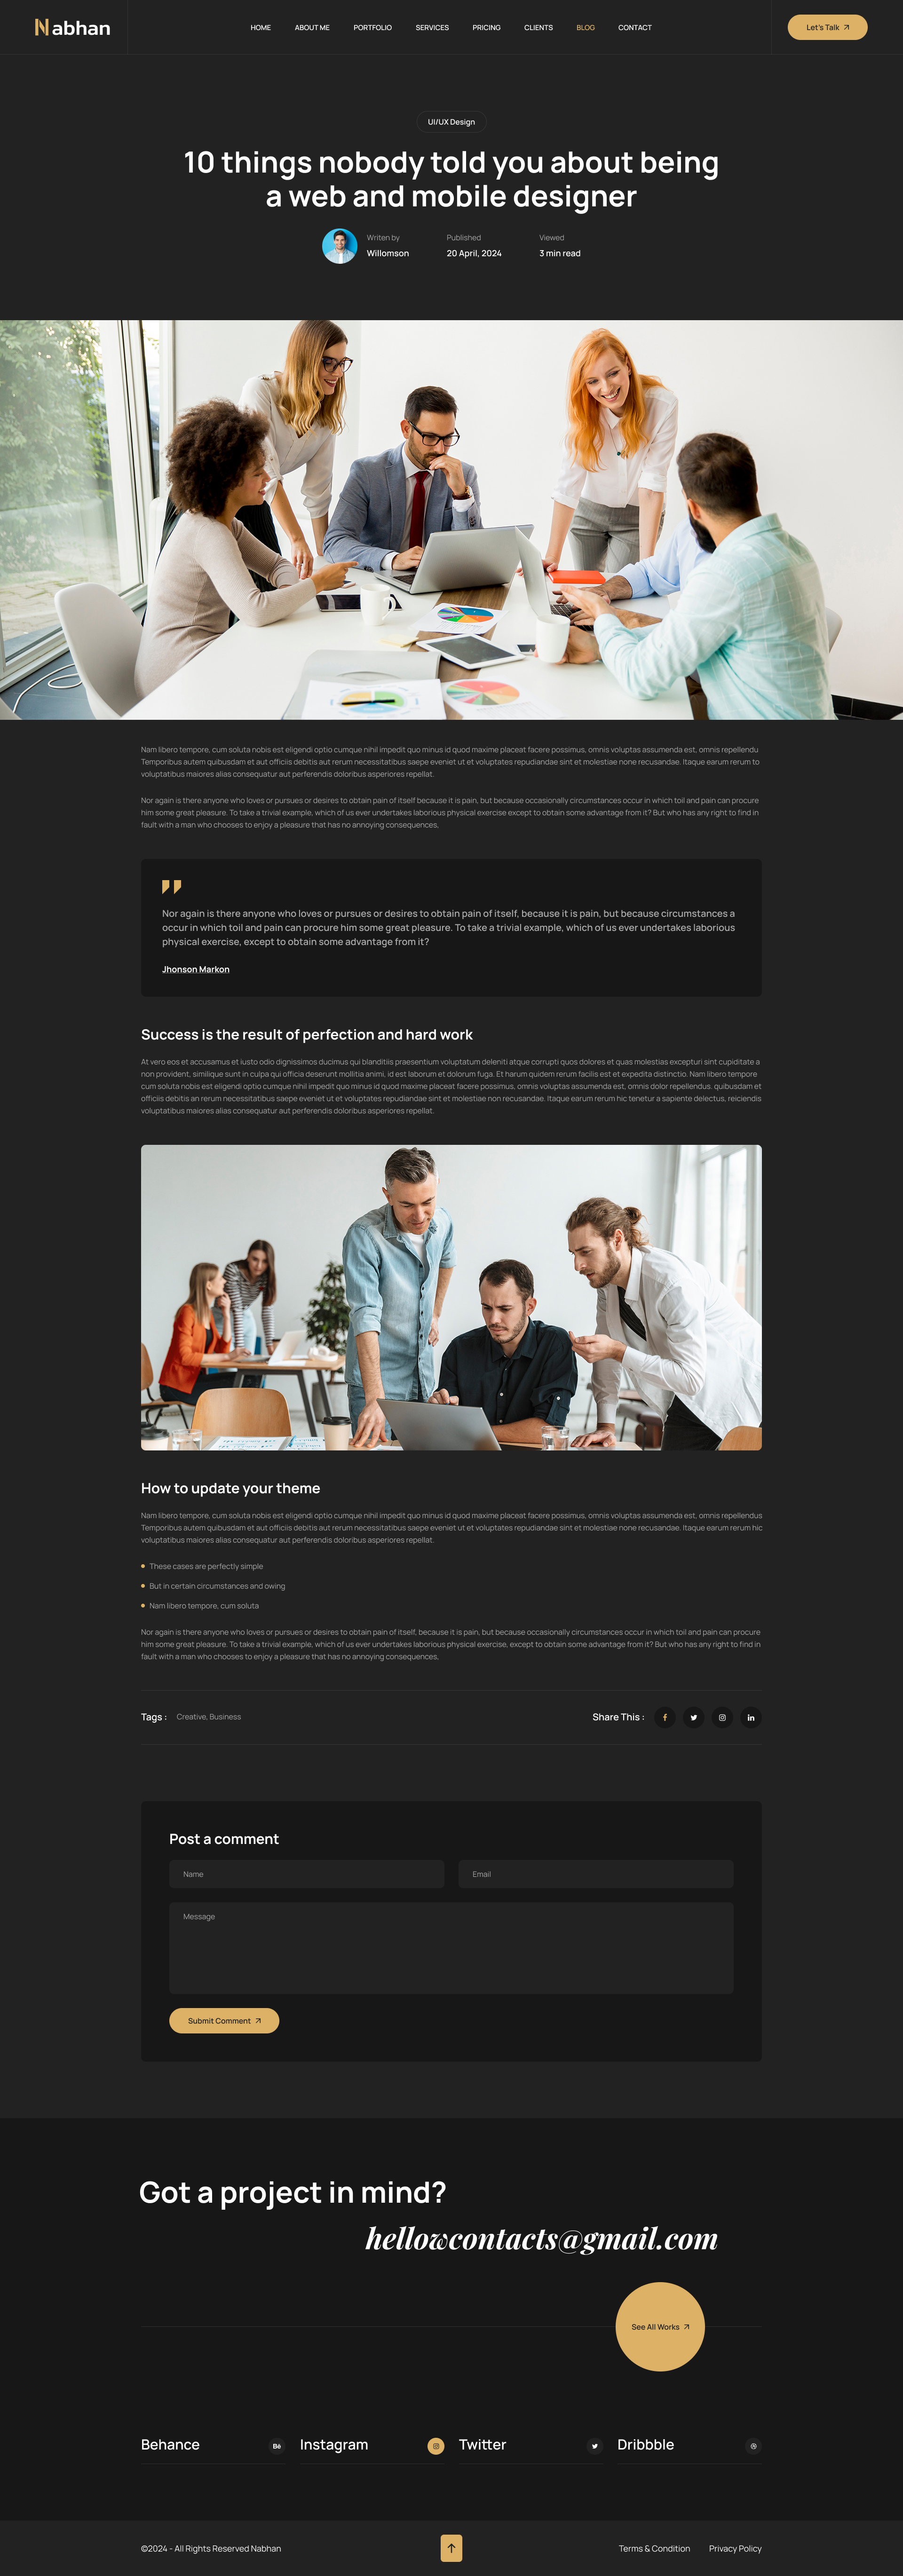 Nabhan
HOME
ABOUT ME
PORTFOLIO
SERVICES
PRICING
CLIENTS
BLOG
CONTACT
Let's Talk
UI/UX Design
10 things nobody told you about being
a web and mobile designer
Writen by
Willomson
Published
20 April, 2024
Viewed
3 min read
Nam libero tempore, cum soluta nobis est eligendi optio cumque nihil impedit quo minus id quod maxime placeat facere possimus, omnis voluptas assumenda est, omnis repellendu
Temporibus autem quibusdam et aut officiis debitis aut rerum necessitatibus saepe eveniet ut et voluptates repudiandae sint et molestiae none recusandae. Itaque earum rerum to
voluptatibus maiores alias consequatur aut perferendis doloribus asperiores repellat.
Nor again is there anyone who loves or pursues or desires to obtain pain of itself because it is pain, but because occasionally circumstances occur in which toil and pain can procure
him some great pleasure. To take a trivial example, which of us ever undertakes laborious physical exercise except to obtain some advantage from it? But who has any right to find in
fault with a man who chooses to enjoy a pleasure that has no annoying consequences,
Nor again is there anyone who loves or pursues or desires to obtain pain of itself, because it is pain, but because circumstances a
occur in which toil and pain can procure him some great pleasure. To take a trivial example, which of us ever undertakes laborious
physical exercise, except to obtain some advantage from it?
Jhonson Markon
Success is the result of perfection and hard work
At vero eos et accusamus et iusto odio dignissimos ducimus qui blanditiis praesentium voluptatum deleniti atque corrupti quos dolores et quas molestias excepturi sint cupiditate a
non provident, similique sunt in culpa qui officia deserunt mollitia animi, id est laborum et dolorum fuga. Et harum quidem rerum facilis est et expedita distinctio. Nam libero tempore
cum soluta nobis est eligendi optio cumque nihil impedit quo minus id quod maxime placeat facere possimus, omnis voluptas assumenda est, omnis dolor repellendus. quibusdam et
officiis debitis an rerum necessitatibus saepe eveniet ut et voluptates repudiandae sint et molestiae non recusandae. Itaque earum rerum hic tenetur a sapiente delectus, reiciendis
voluptatibus maiores alias consequatur aut perferendis doloribus asperiores repellat.
How to update your theme
Nam libero tempore, cum soluta nobis est eligendi optio cumque nihil impedit quo minus id quod maxime placeat facere possimus, omnis voluptas assumenda est, omnis repellendus
Temporibus autem quibusdam et aut officiis debitis aut rerum necessitatibus saepe eveniet ut et voluptates repudiandae sint et molestiae non recusandae. Itaque earum rerum hic
voluptatibus maiores alias consequatur aut perferendis doloribus asperiores repellat.
These cases are perfectly simple
But in certain circumstances and owing
Nam libero tempore, cum soluta
Nor again is there anyone who loves or pursues or desires to obtain pain of itself, because it is pain, but because occasionally circumstances occur in which toil and pain can procure
him some great pleasure. To take a trivial example, which of us ever undertakes laborious physical exercise, except to obtain some advantage from it? But who has any right to find in
fault with a man who chooses to enjoy a pleasure that has no annoying consequences,
Tags :
Creative, Business
Share This :
Post a comment
Name
Email
Message
Submit Comment
Got a project in mind?
hellowcontacts@gmail.com
See All Works
Behance
Instagram
Twitter
Dribbble
©2024 - All Rights Reserved Nabhan
Terms & Condition
Privacy Policy